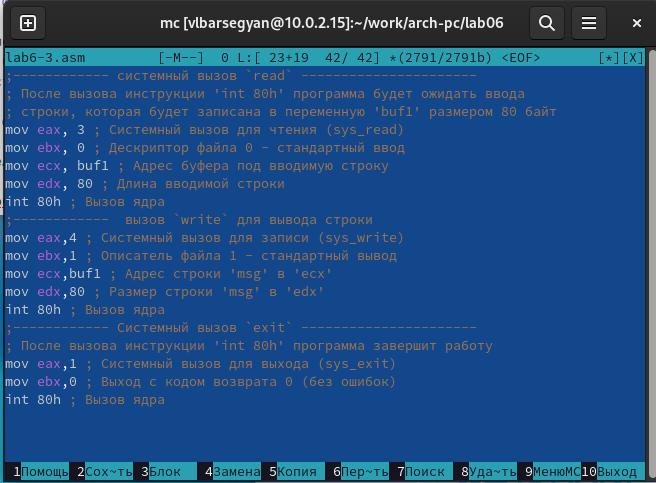 mc [vlbarsegyan@10.0.2.15]:~/work/arch-pc/lab06
lab6-3.asm [-M--] 0 L:[ 23+19 42/ 42] *(2791/2791b) <EOF> [*][X]
;------------ системный вызов `read` ----------------------
; После вызова инструкции 'int 80h' программа будет ожидать ввода
; строки, которая будет записана в переменную 'buf1' размером 80 байт
mov eax, 3 ; Системный вызов для чтения (sys_read)
mov ebx, 0 ; Дескриптор файла 0 - стандартный ввод
mov ecx, buf1 ; Адрес буфера под вводимую строку
mov edx, 80 ; Длина вводимой строки
int 80h ; Вызов ядра
;------------  вызов `write` для вывода строки
mov eax,4 ; Системный вызов для записи (sys_write)
mov ebx,1 ; Описатель файла 1 - стандартный вывод
mov ecx,buf1 ; Адрес строки 'msg' в 'ecx'
mov edx,80 ; Размер строки 'msg' в 'edx'
int 80h ; Вызов ядра
;------------ Системный вызов `exit` ----------------------
; После вызова инструкции 'int 80h' программа завершит работу
mov eax,1 ; Системный вызов для выхода (sys_exit)
mov ebx,0 ; Выход с кодом возврата 0 (без ошибок)
int 80h ; Вызов ядра
1Помощь 2Сох~ть 3Блок 4Замена 5Копия 6Пер~ть 7Поиск 8Уда~ть 9МенюMC 10Выход